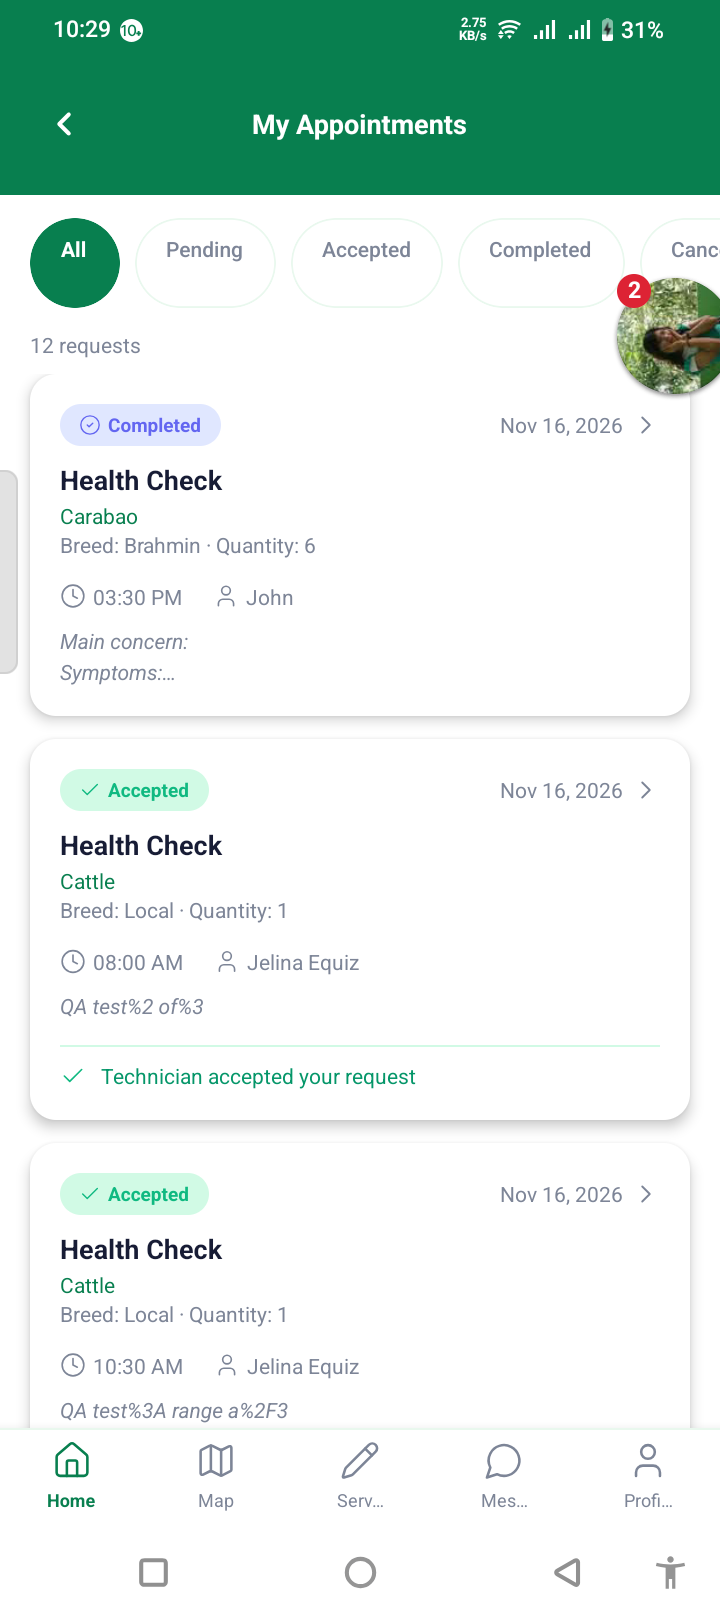 10:29
2.75 KB/s
31%
My Appointments
All
Pending
Accepted
Completed
Canc
2
12 requests
Completed
Nov 16, 2026
Health Check
Carabao
Breed: Brahmin · Quantity: 6
03:30 PM
John
Main concern:
Symptoms:...
Accepted
Nov 16, 2026
Health Check
Cattle
Breed: Local · Quantity: 1
08:00 AM
Jelina Equiz
QA test%2 of%3
Technician accepted your request
Accepted
Nov 16, 2026
Health Check
Cattle
Breed: Local · Quantity: 1
10:30 AM
Jelina Equiz
QA test%3A range a%2F3
Home
Map
Serv...
Mes...
Profi...